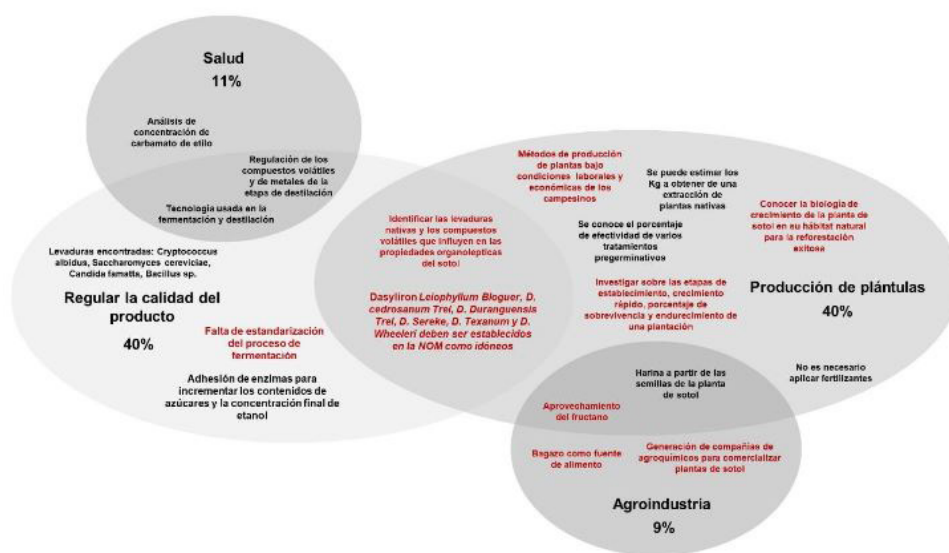 Salud
11%
Análisis de
concentración de
carbamato de etilo
Regulación de los
compuestos volátiles
y de metales de la
etapa de destilación
Tecnología usada en la
fermentación y destilación
Levaduras encontradas: Cryptococcus
albidus, Saccharomyces cerevíciae,
Candida famatta, Bacillus sp.
Regular la calidad del
producto
40%
Falta de estandarización
del proceso de
fermentación
Adhesión de enzimas para
incrementar los contenidos de
azúcares y la concentración final de
etanol
Identificar las levaduras
nativas y los compuestos
volátiles que influyen en las
propiedades organolepticas
del sotol
Dasyliron Leiophyllum Bloguer, D.
cedrosanum Trel, D. Duranguensis
Trel, D. Sereke, D. Texanum y D.
Wheeleri deben ser establecidos
en la NOM como idóneos
Métodos de producción
de plantas bajo
condiciones laborales y
económicas de los
campesinos
Se puede estimar los
Kg a obtener de una
extracción de
plantas nativas
Conocer la biología de
crecimiento de la planta de
sotol en su hábitat natural
para la reforestación
exitosa
Se conoce el porcentaje
de efectividad de varios
tratamientos
pregerminativos
Investigar sobre las etapas de
establecimiento, crecimiento
rápido, porcentaje de
sobrevivencia y endurecimiento de
una plantación
Producción de plántulas
40%
No es necesario
aplicar fertilizantes
Harina a partir de las
semillas de la planta
de sotol
Aprovechamiento
del fructano
Bagazo como fuente
de alimento
Generación de compañías de
agroquímicos para comercializar
plantas de sotol
Agroindustria
9%